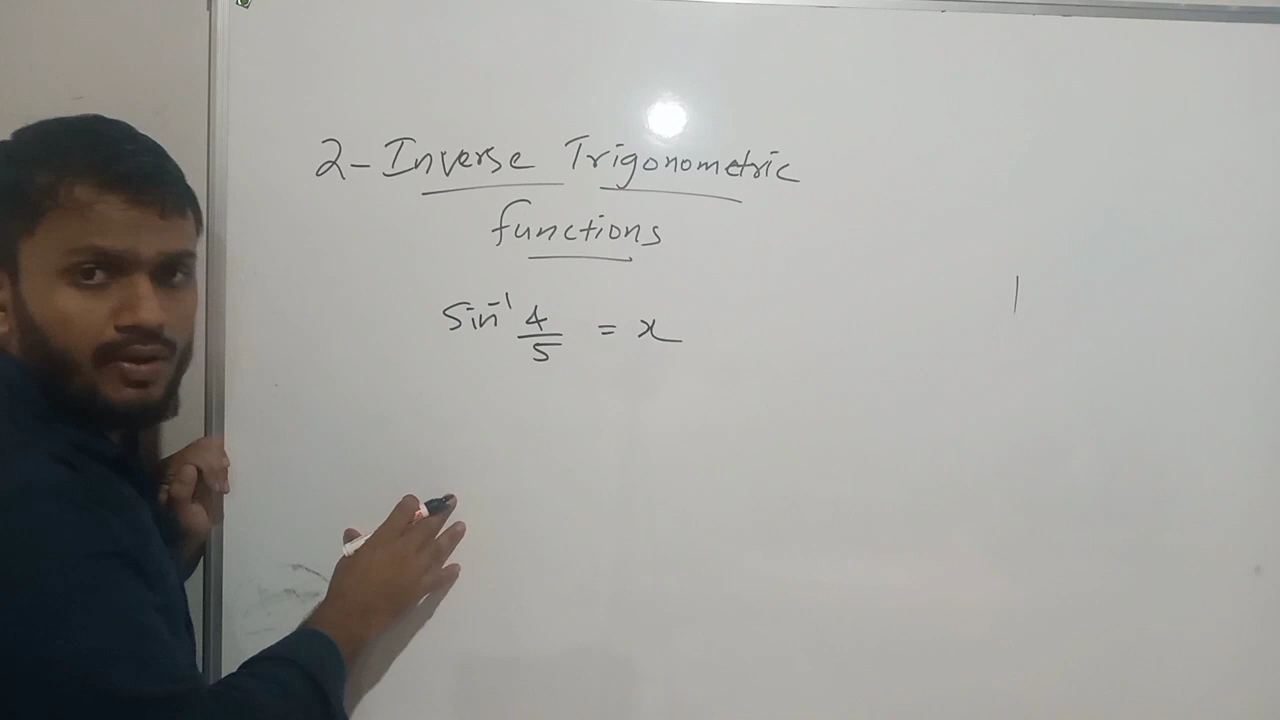 2- Inverse Trigonometric
functions
Sin⁻¹ 4/5 = x